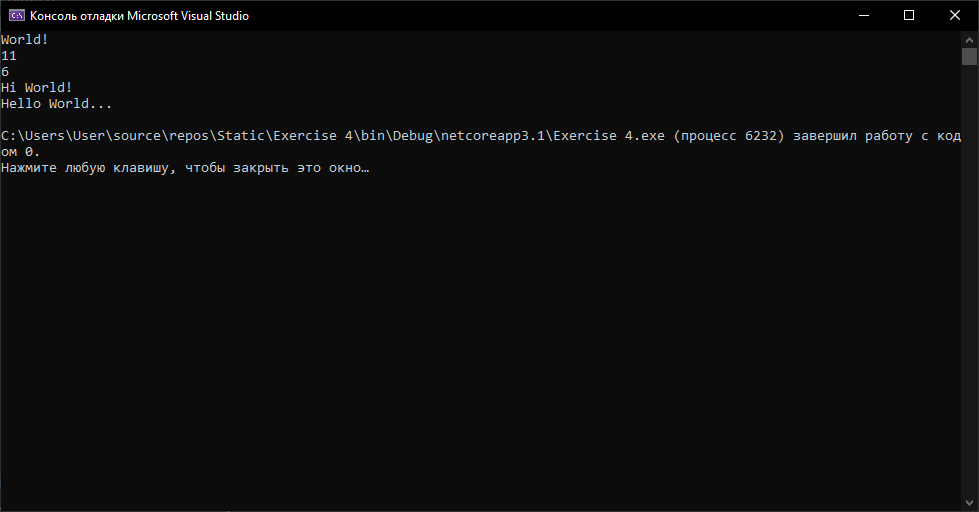 Консоль отладки Microsoft Visual Studio
World!
11
6
Hi World!
Hello World...
C:\Users\User\source\repos\Static\Exercise 4\bin\Debug\netcoreapp3.1\Exercise 4.exe (процесс 6232) завершил работу с код
ом 0.
Нажмите любую клавишу, чтобы закрыть это окно…